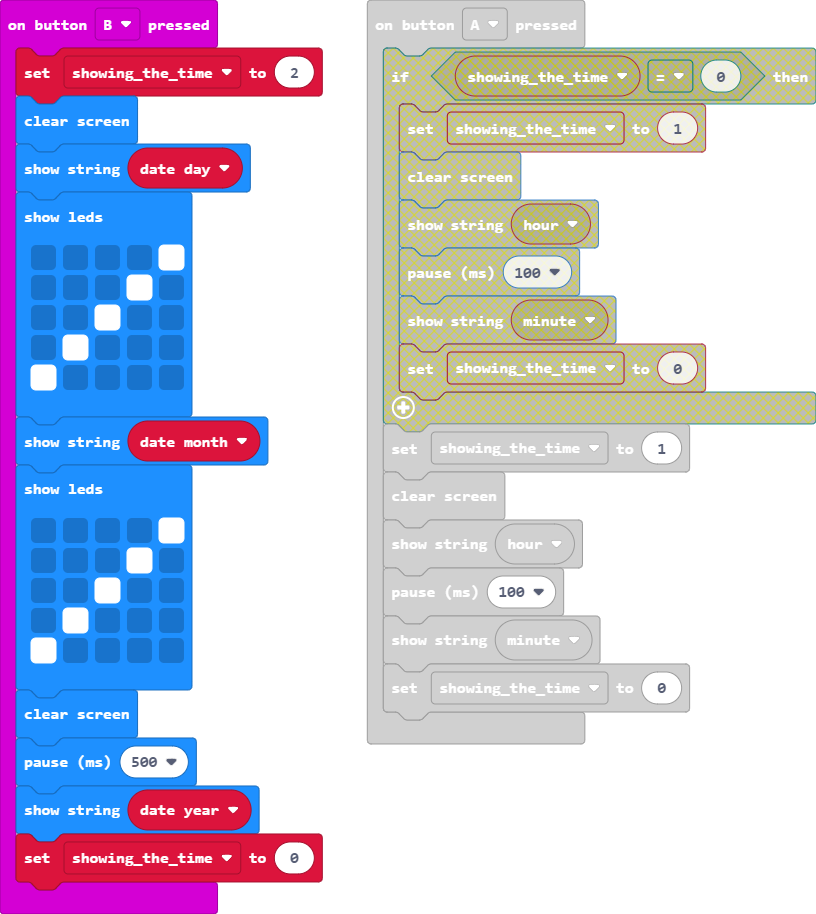 on button B pressed
set showing_the_time to 2
clear screen
show string date day
show leds
show string date month
show leds
clear screen
pause (ms) 500
show string date year
set showing_the_time to 0
on button A pressed
if showing_the_time = 0 then
set showing_the_time to 1
clear screen
show string hour
pause (ms) 100
show string minute
set showing_the_time to 0
set showing_the_time to 1
clear screen
show string hour
pause (ms) 100
show string minute
set showing_the_time to 0